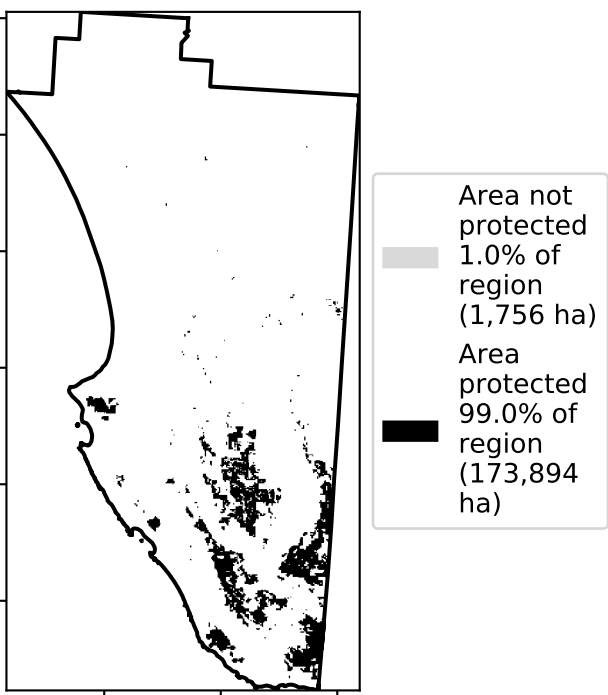 Area not
protected
1.0% of
region
(1,756 ha)
Area
protected
99.0% of
region
(173,894
ha)